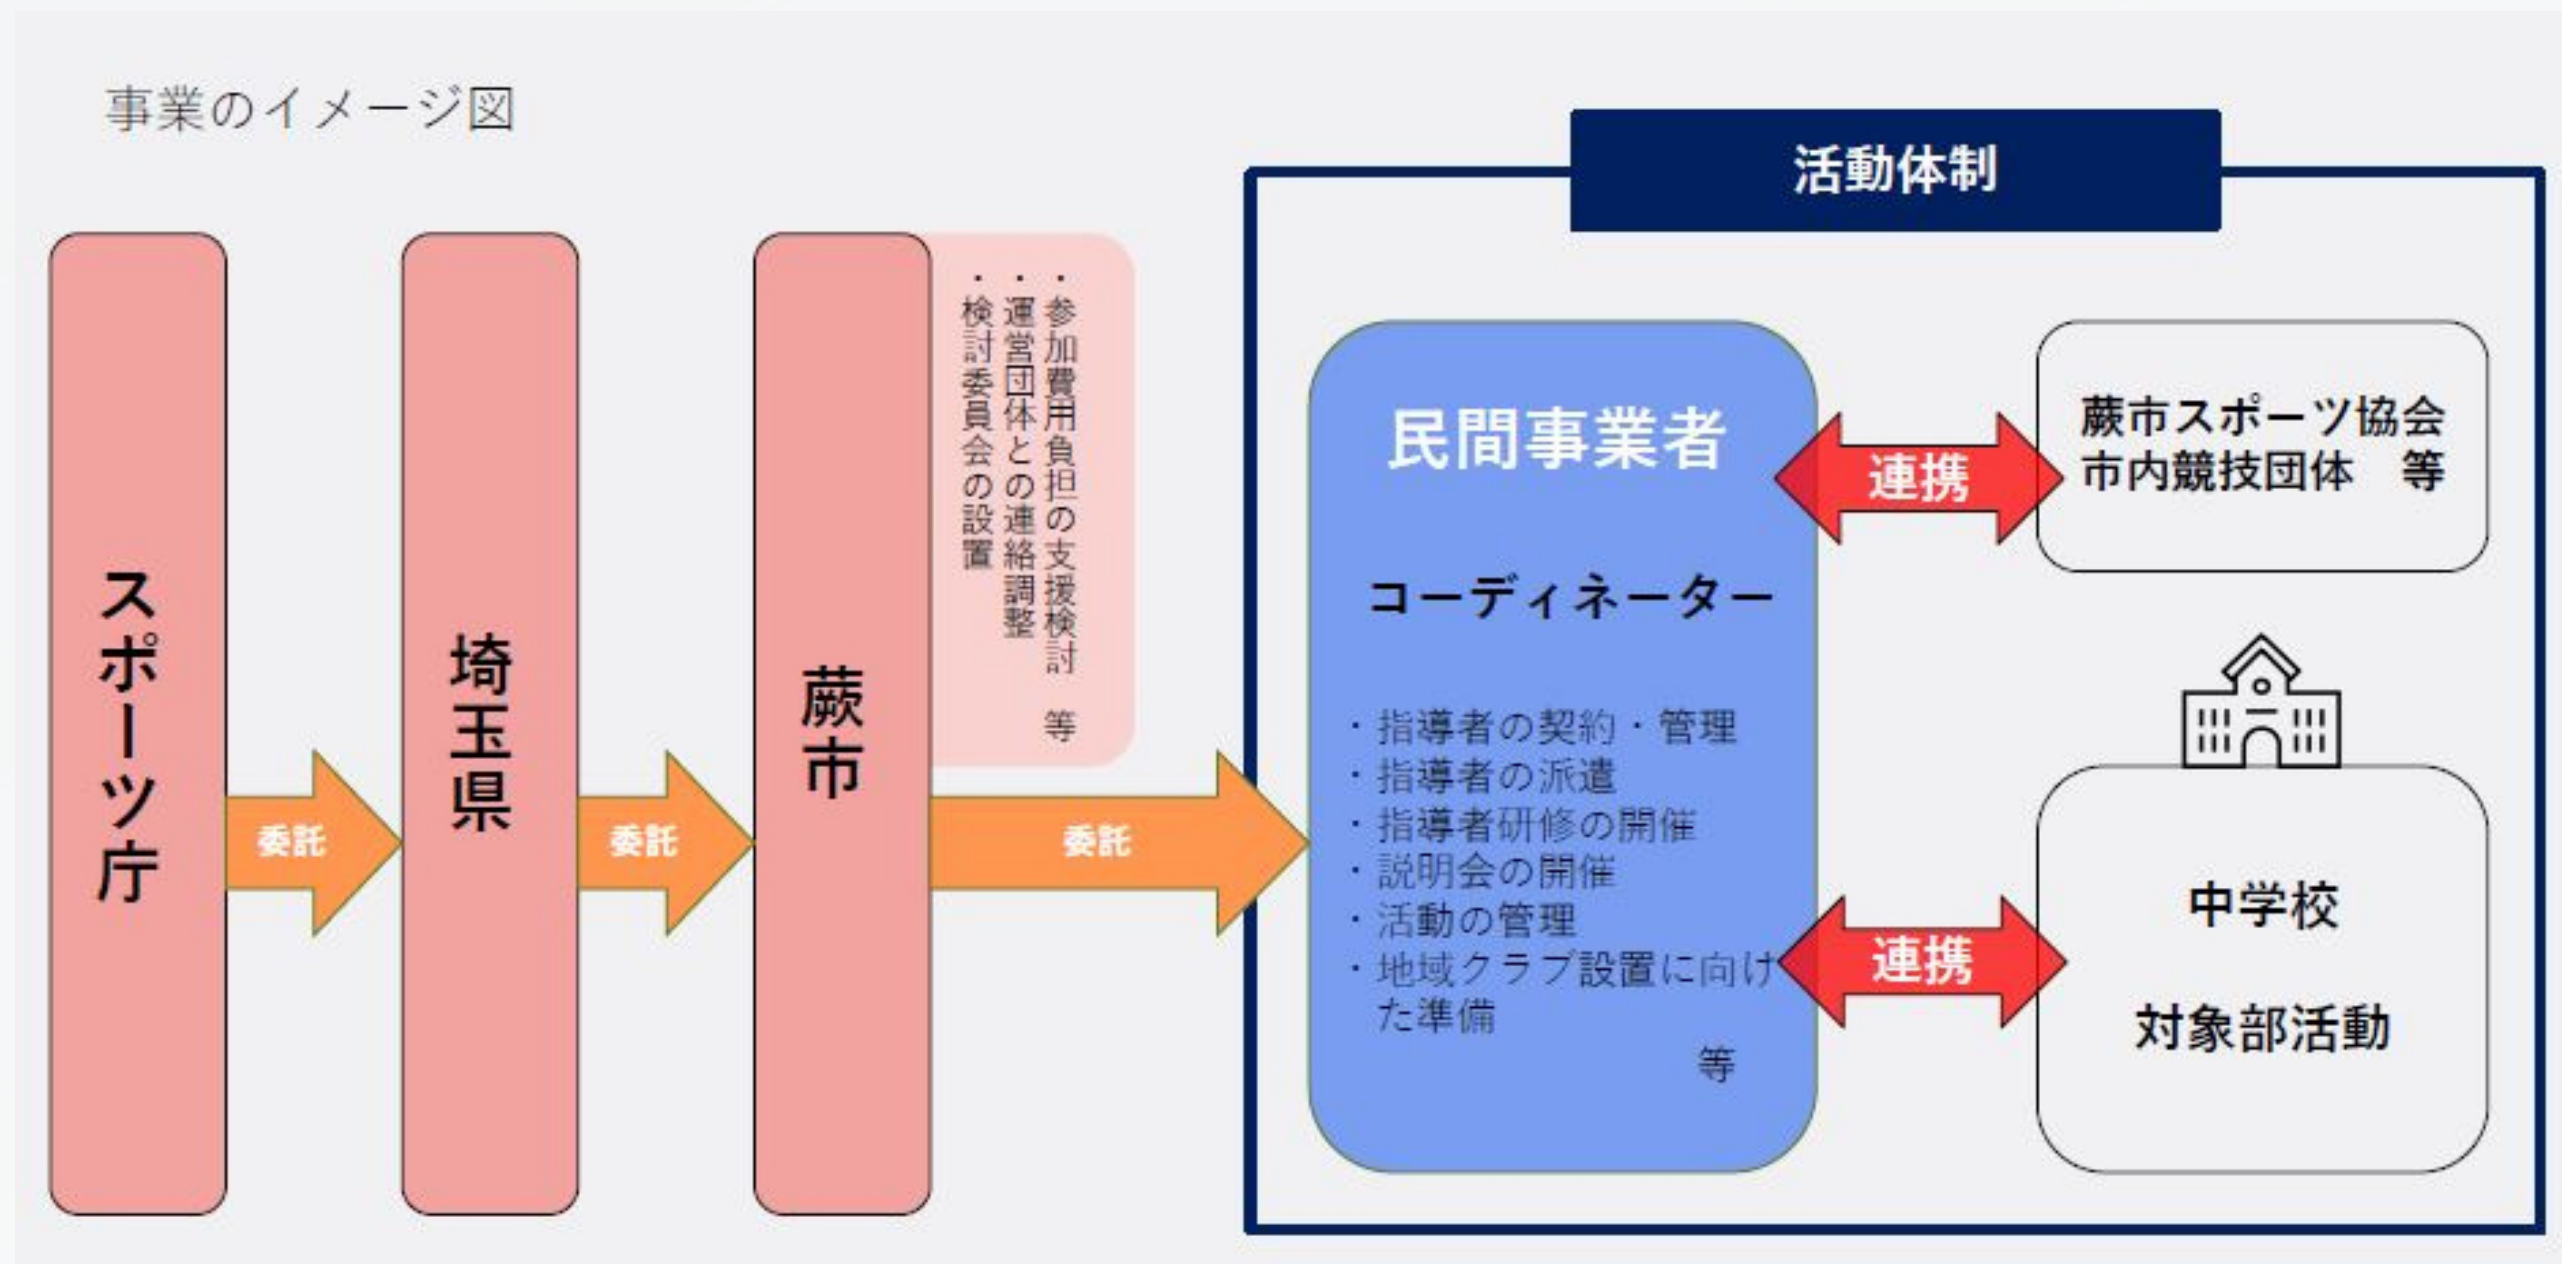 事業のイメージ図
活動体制
スポーツ庁
委託
埼玉県
委託
蕨市
・参加費用負担の支援検討　等
・運営団体との連絡調整
・検討委員会の設置
委託
民間事業者
コーディネーター
・指導者の契約・管理
・指導者の派遣
・指導者研修の開催
・説明会の開催
・活動の管理
・地域クラブ設置に向け
た準備
等
連携
蕨市スポーツ協会
市内競技団体　等
連携
中学校
対象部活動